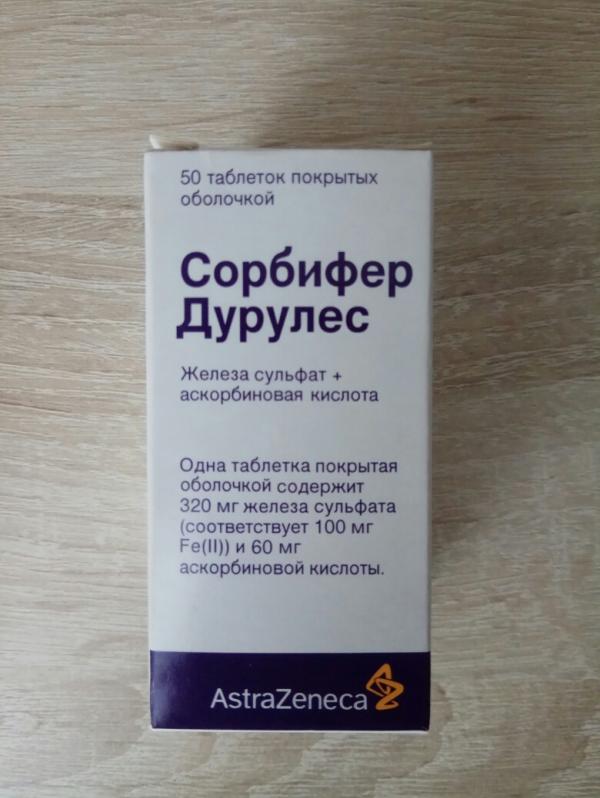 50 таблеток покрытых
оболочкой
Сорбифер
Дурулес
Железа сульфат +
аскорбиновая кислота
Одна таблетка покрытая
оболочкой содержит
320 мг железа сульфата
(соответствует 100 мг
Fe(II)) и 60 мг
аскорбиновой кислоты.
AstraZeneca